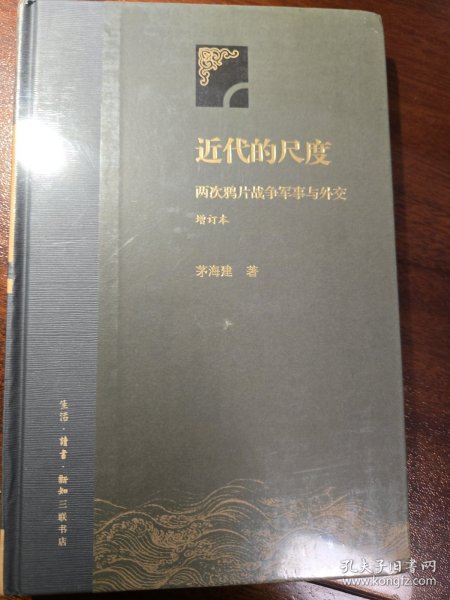 近代的尺度
两次鸦片战争军事与外交
增订本
茅海建 著
生活·讀書·新知三联书店
孔夫子旧书网
www.kongfz.com